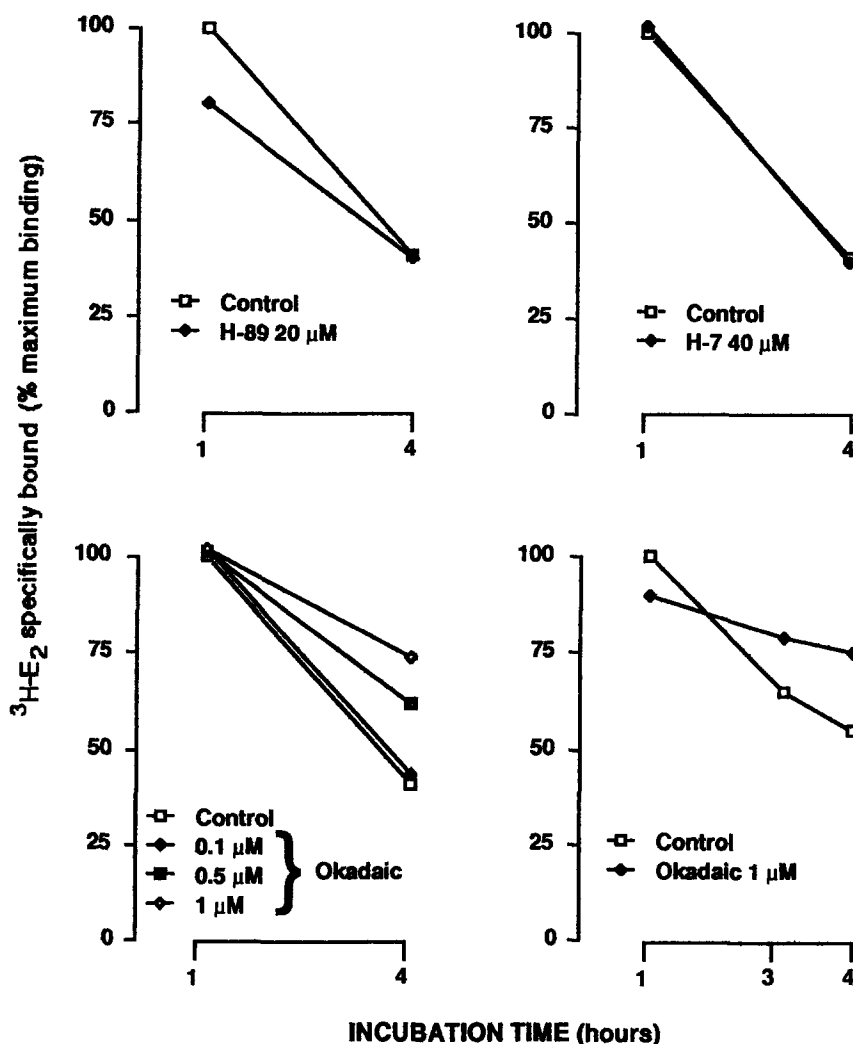 ³H-E₂ specifically bound (% maximum binding)
100
75
50
25
0
Control
H-89 20 µM
1
4
100
75
50
25
0
Control
H-7 40 µM
1
4
100
75
50
25
0
Control
0.1 µM
0.5 µM
1 µM
Okadaic
1
4
100
75
50
25
0
Control
Okadaic 1 µM
1
3
4
INCUBATION TIME (hours)